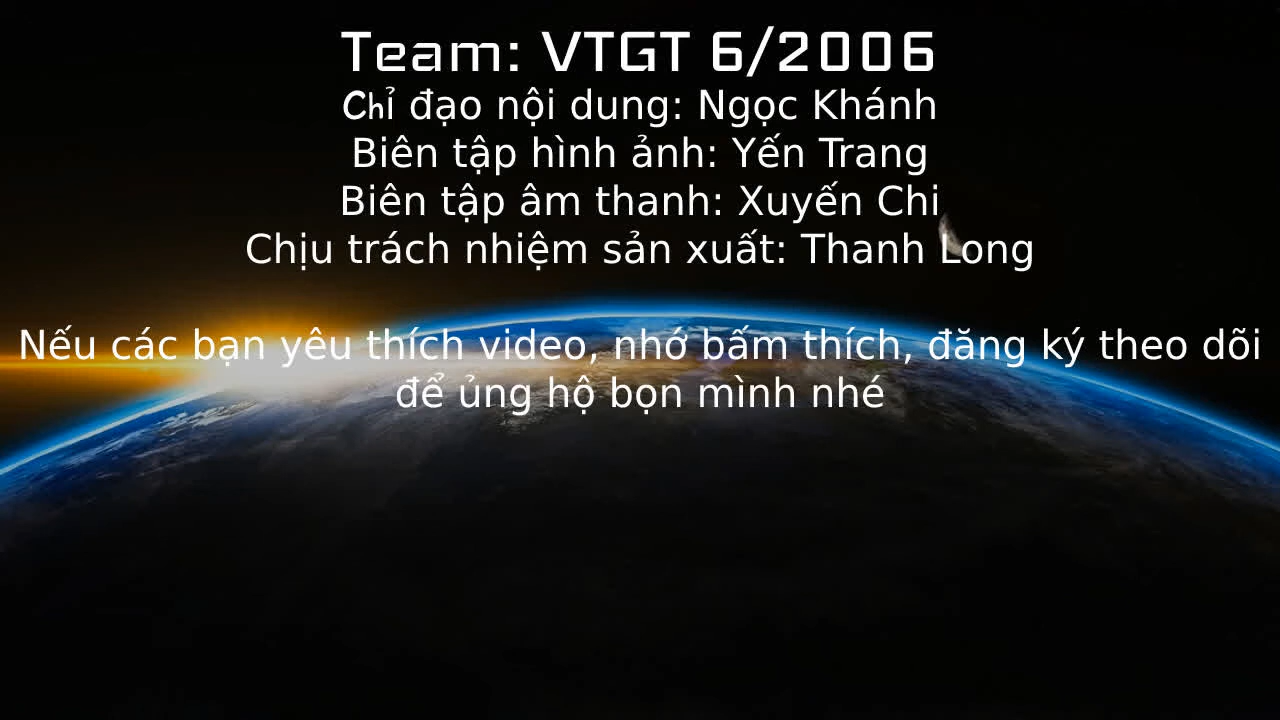 Team: VTGT 6/2006
Chỉ đạo nội dung: Ngọc Khánh
Biên tập hình ảnh: Yến Trang
Biên tập âm thanh: Xuyến Chi
Chịu trách nhiệm sản xuất: Thanh Long
Nếu các bạn yêu thích video, nhớ bấm thích, đăng ký theo dõi
để ủng hộ bọn mình nhé